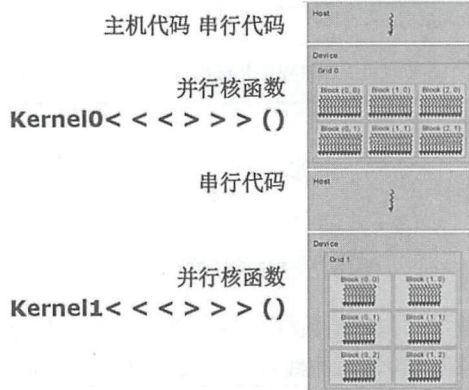 主机代码 串行代码
Host
Device
Grid 0
并行核函数
Block (0, 0) Block (1, 0) Block (2, 0)
Kernel0< < < > > > ()
Block (0, 1) Block (1, 1) Block (2, 1)
串行代码
Host
Device
Grid 1
并行核函数
Block (0, 0) Block (1, 0)
Kernel1< < < > > > ()
Block (0, 1) Block (1, 1)
Block (0, 2) Block (1, 2)